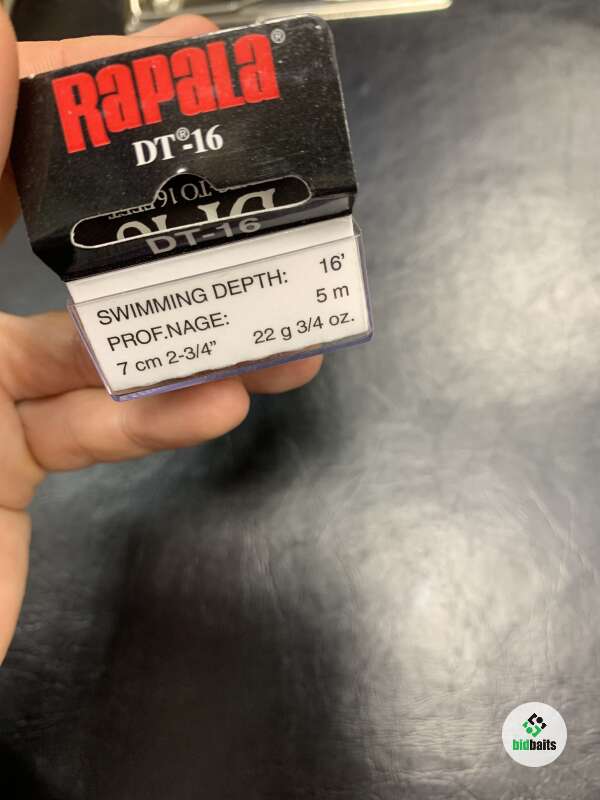 Rapala®
DT®-16
DT-16
SWIMMING DEPTH: 16'
PROF.NAGE: 5 m
7 cm 2-3/4" 22 g 3/4 oz.
bidbaits